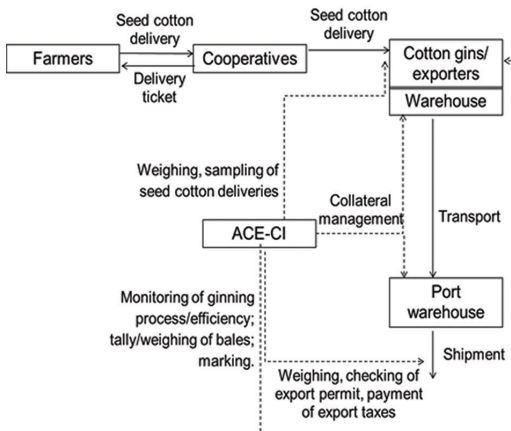 Seed cotton
delivery
Seed cotton
delivery
Farmers
Cooperatives
Cotton gins/
exporters
Delivery
ticket
Warehouse
Weighing, sampling of
seed cotton deliveries
Collateral
management
Transport
ACE-CI
Monitoring of ginning
process/efficiency;
tally/weighing of bales;
marking.
Port
warehouse
Shipment
Weighing, checking of
export permit, payment
of export taxes